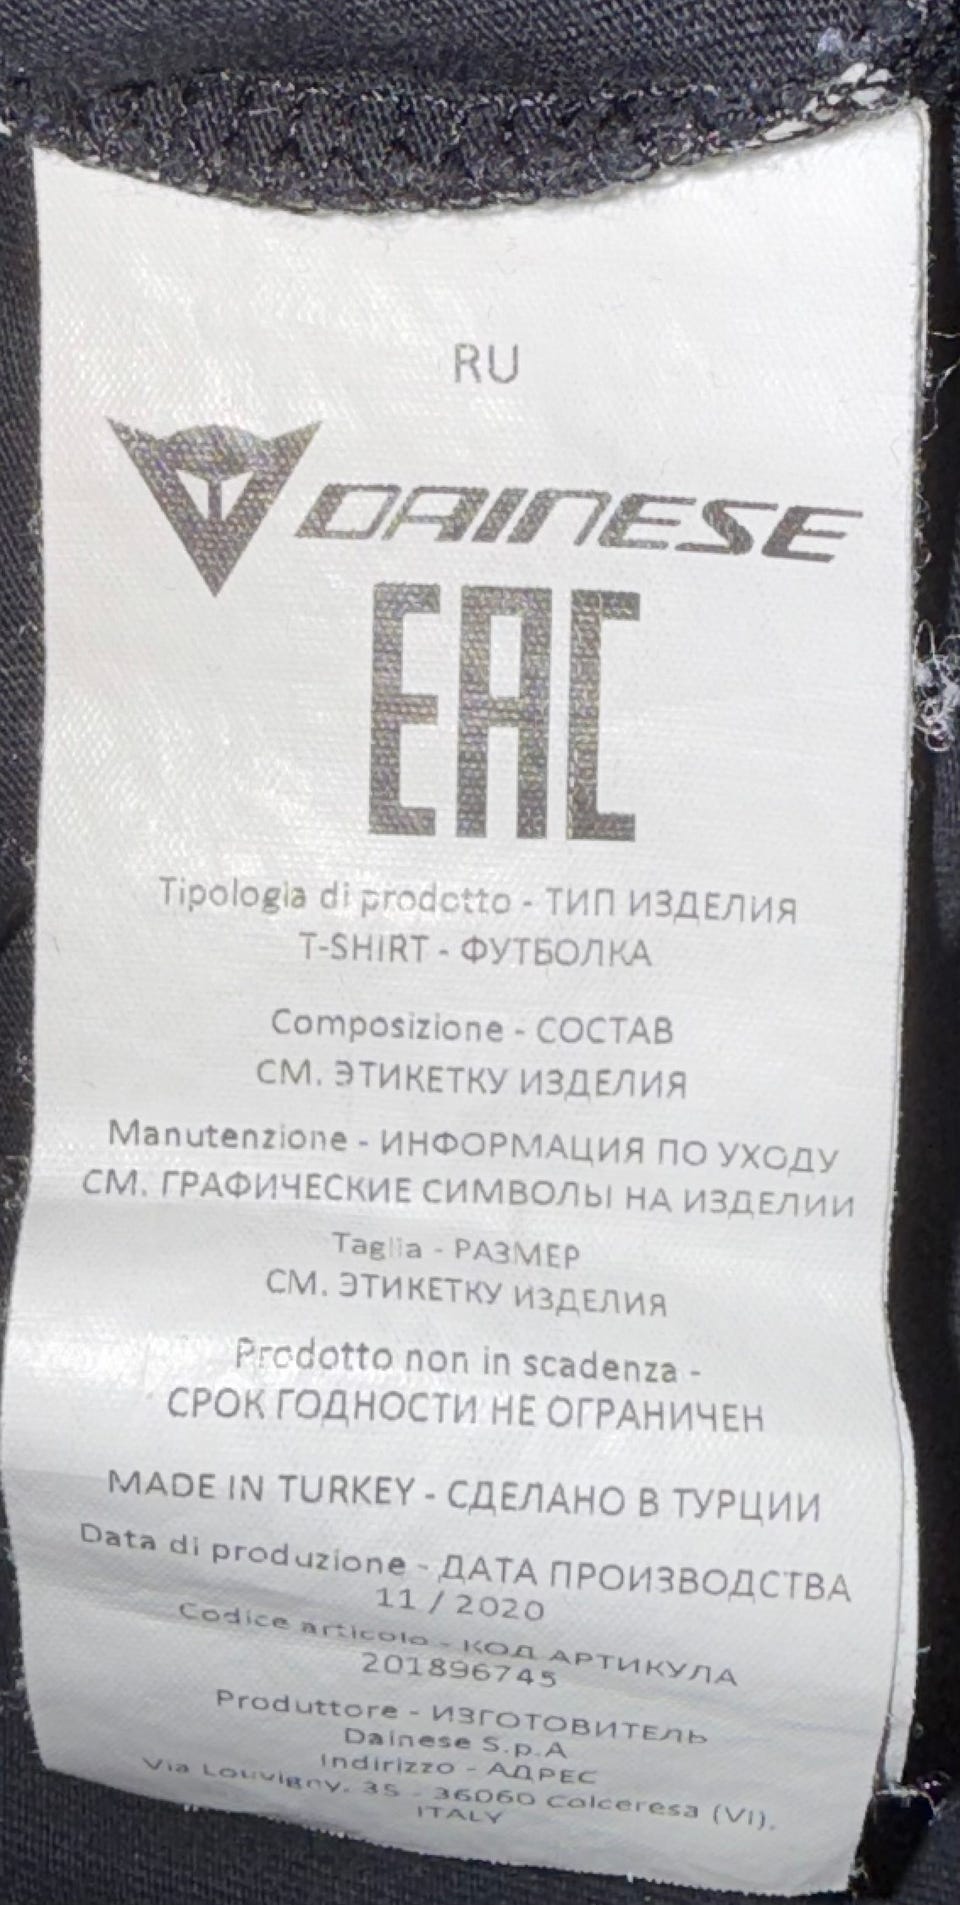 RU
DAINESE
EAC
Tipologia di prodotto - ТИП ИЗДЕЛИЯ
T-SHIRT - ФУТБОЛКА
Composizione - СОСТАВ
СМ. ЭТИКЕТКУ ИЗДЕЛИЯ
Manutenzione - ИНФОРМАЦИЯ ПО УХОДУ
СМ. ГРАФИЧЕСКИЕ СИМВОЛЫ НА ИЗДЕЛИИ
Taglia - РАЗМЕР
СМ. ЭТИКЕТКУ ИЗДЕЛИЯ
Prodotto non in scadenza -
СРОК ГОДНОСТИ НЕ ОГРАНИЧЕН
MADE IN TURKEY - СДЕЛАНО В ТУРЦИИ
Data di produzione - ДАТА ПРОИЗВОДСТВА
11 / 2020
Codice articolo - КОД АРТИКУЛА
201896745
Produttore - ИЗГОТОВИТЕЛЬ
Dainese S.p.A
Indirizzo - АДРЕС
Via Louvigny, 35 - 36060 Colceresa (VI),
ITALY